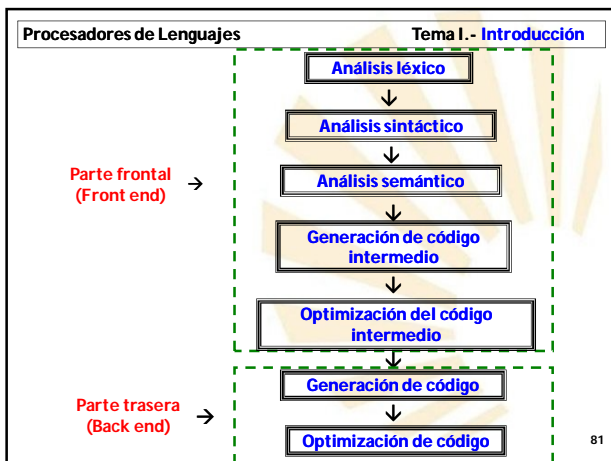 Procesadores de Lenguajes Tema I.- Introducción
Análisis léxico
↓
Análisis sintáctico
↓
Parte frontal
(Front end) →
Análisis semántico
↓
Generación de código
intermedio
↓
Optimización del código
intermedio
↓
Generación de código
Parte trasera
(Back end) →
↓
Optimización de código
81